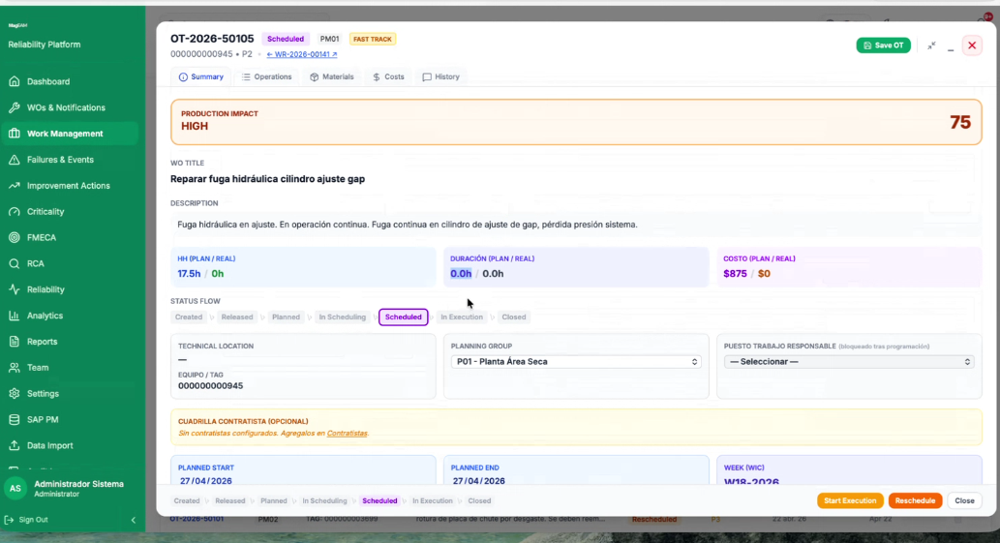 MagEAM
Reliability Platform
Dashboard
WOs & Notifications
Work Management
Failures & Events
Improvement Actions
Criticality
FMECA
RCA
Reliability
Analytics
Reports
Team
Settings
SAP PM
Data Import
AS
Administrador Sistema
Administrador
Sign Out
OT-2026-50105 Scheduled PM01 FAST TRACK
000000000945 • P2 • ← WR-2026-00141 ↗
Save OT
Summary Operations Materials Costs History
PRODUCTION IMPACT
HIGH
75
WO TITLE
Reparar fuga hidráulica cilindro ajuste gap
DESCRIPTION
Fuga hidráulica en ajuste. En operación continua. Fuga continua en cilindro de ajuste de gap, pérdida presión sistema.
HH (PLAN / REAL)
17.5h / 0h
DURACIÓN (PLAN / REAL)
0.0h / 0.0h
COSTO (PLAN / REAL)
$875 / $0
STATUS FLOW
Created Released Planned In Scheduling Scheduled In Execution Closed
TECHNICAL LOCATION
—
EQUIPO / TAG
000000000945
PLANNING GROUP
P01 - Planta Área Seca
PUESTO TRABAJO RESPONSABLE (bloqueado tras programación)
— Seleccionar —
CUADRILLA CONTRATISTA (OPCIONAL)
Sin contratistas configurados. Agregalos en Contratistas.
PLANNED START
27/04/2026
PLANNED END
27/04/2026
WEEK (WIC)
W18-2026
Created Released Planned In Scheduling Scheduled In Execution Closed
Start Execution Reschedule Close
OT-2026-50101 PM02 TAG: 000000003699 rotura de placa de chute por desgaste. Se deben reem... Rescheduled P3 22 abr. 26 Apr 22